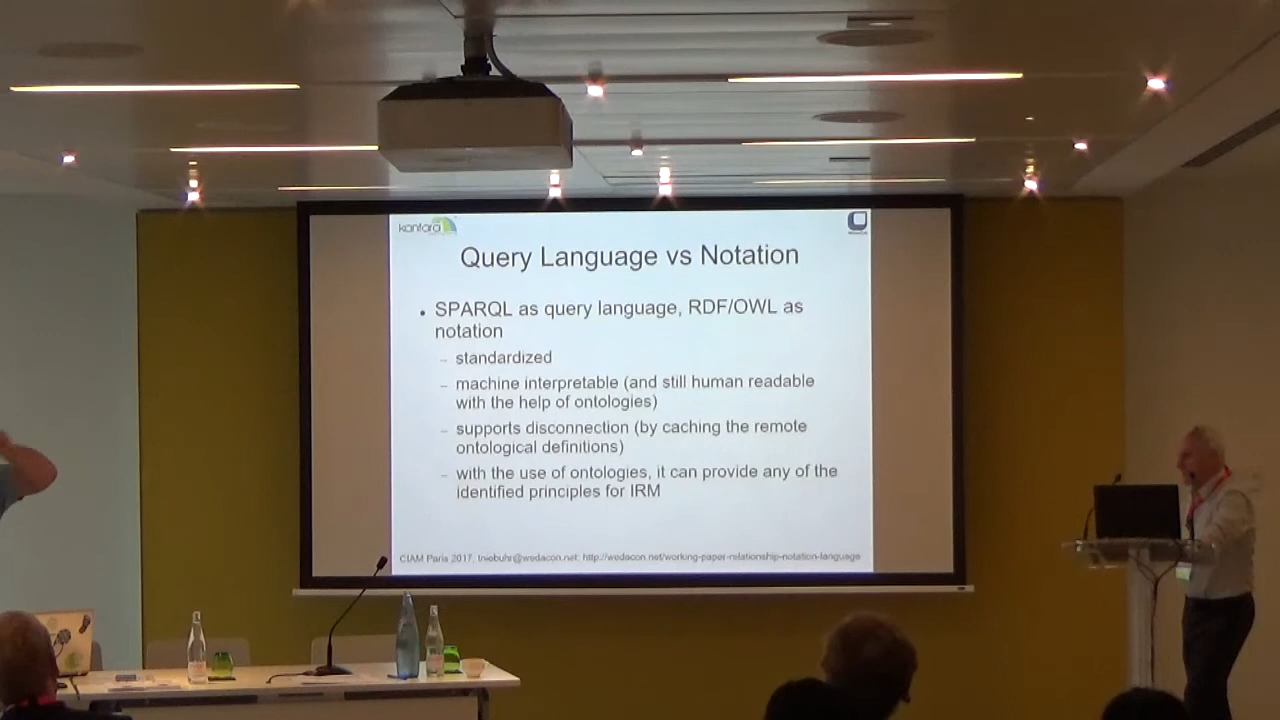 kantara
Query Language vs Notation
• SPARQL as query language, RDF/OWL as
notation
– standardized
– machine interpretable (and still human readable
with the help of ontologies)
– supports disconnection (by caching the remote
ontological definitions)
– with the use of ontologies, it can provide any of the
identified principles for IRM
CIAM Paris 2017; tniebuhr@wedacon.net; http://wedacon.net/working-paper-relationship-notation-language